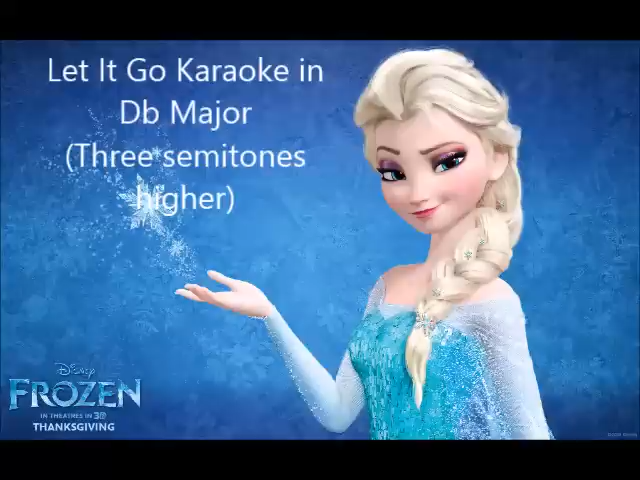 Let It Go Karaoke in
Db Major
(Three semitones
higher)
Disney
FROZEN
IN THEATRES IN 3D
THANKSGIVING